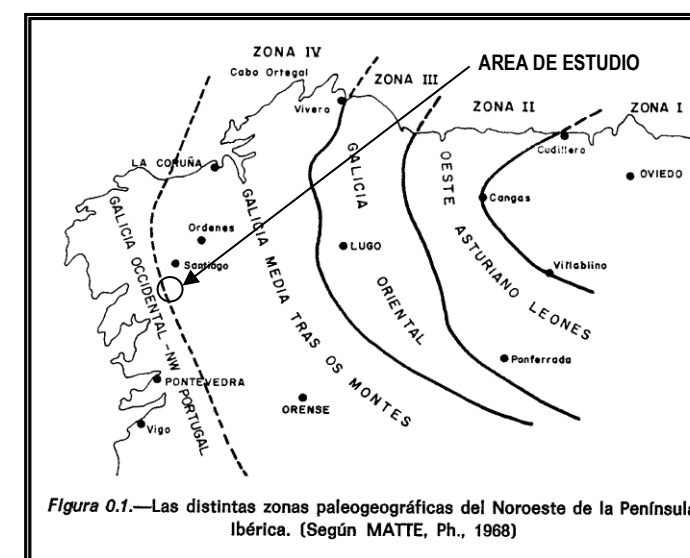 ZONA IV
Cabo Ortegal
AREA DE ESTUDIO
ZONA III
Vivero
ZONA II
ZONA I
Cudillero
LA CORUÑA
OVIEDO
GALICIA OCCIDENTAL-NW PORTUGAL
GALICIA MEDIA TRAS OS MONTES
GALICIA ORIENTAL
OESTE ASTURIANO LEONES
Cangas
Ordenes
LUGO
Santiago
Villablino
Ponferrada
PONTEVEDRA
ORENSE
Vigo
Figura 0.1.—Las distintas zonas paleogeográficas del Noroeste de la Península
Ibérica. (Según MATTE, Ph., 1968)